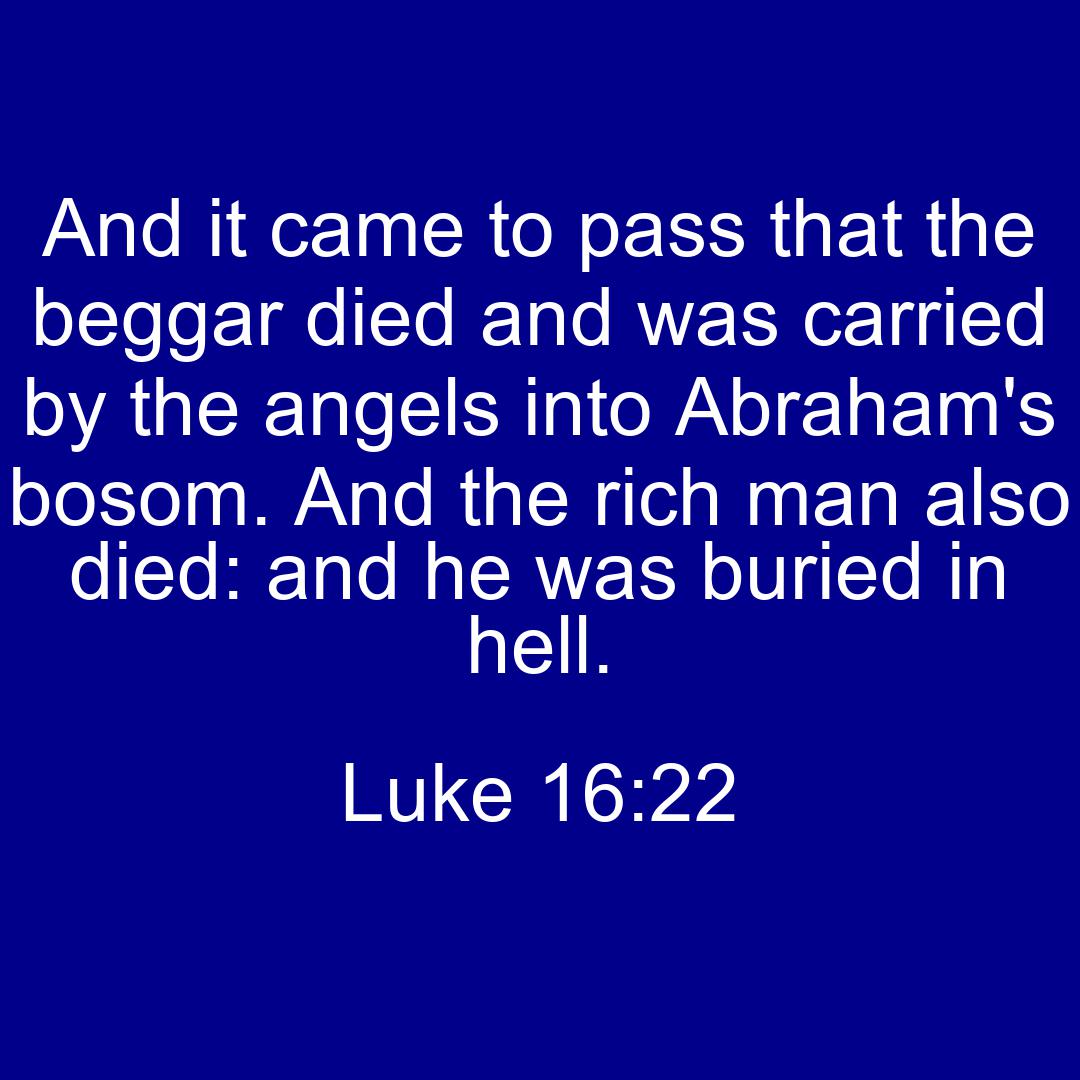 And it came to pass that the
beggar died and was carried
by the angels into Abraham's
bosom. And the rich man also
died: and he was buried in
hell.
Luke 16:22